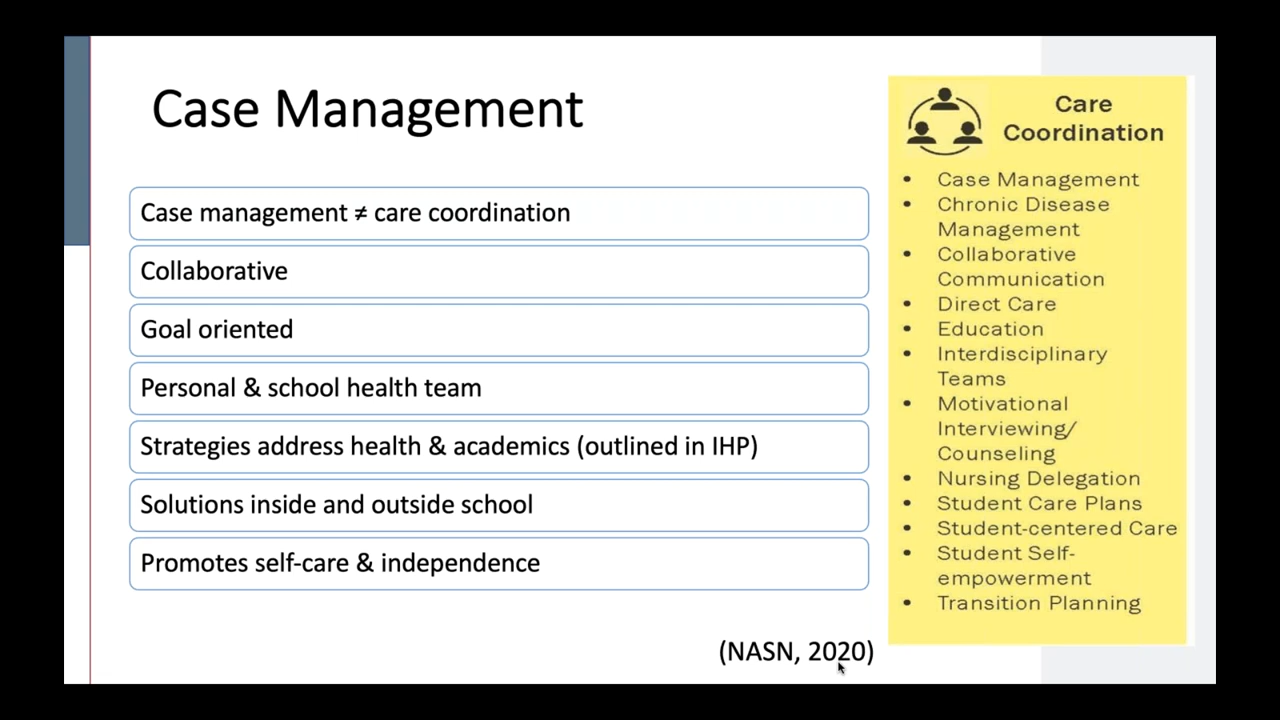 Case Management
Case management ≠ care coordination
Collaborative
Goal oriented
Personal & school health team
Strategies address health & academics (outlined in IHP)
Solutions inside and outside school
Promotes self-care & independence
(NASN, 2020)
Care
Coordination
• Case Management
• Chronic Disease
Management
• Collaborative
Communication
• Direct Care
• Education
• Interdisciplinary
Teams
• Motivational
Interviewing/
Counseling
• Nursing Delegation
• Student Care Plans
• Student-centered Care
• Student Self-
empowerment
• Transition Planning